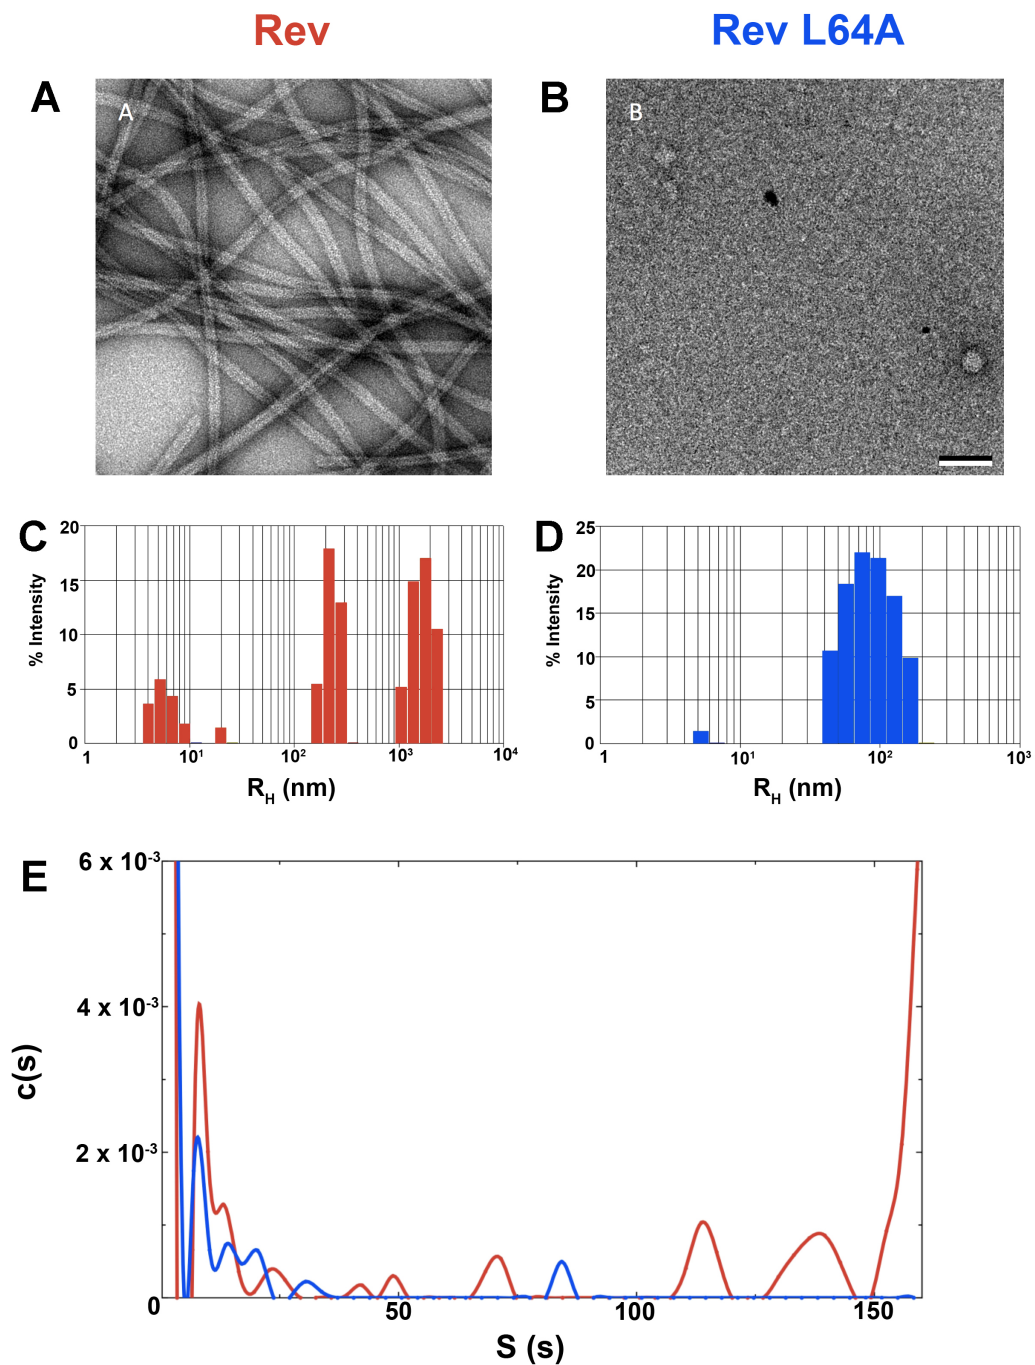 Rev Rev L64A
A B
A B
C D
20
15
10
5
0
% Intensity
1 10¹ 10² 10³ 10⁴
R_H (nm)
25
20
15
10
5
0
% Intensity
1 10¹ 10² 10³
R_H (nm)
E
6 x 10⁻³
4 x 10⁻³
2 x 10⁻³
0
c(s)
50 100 150
S (s)